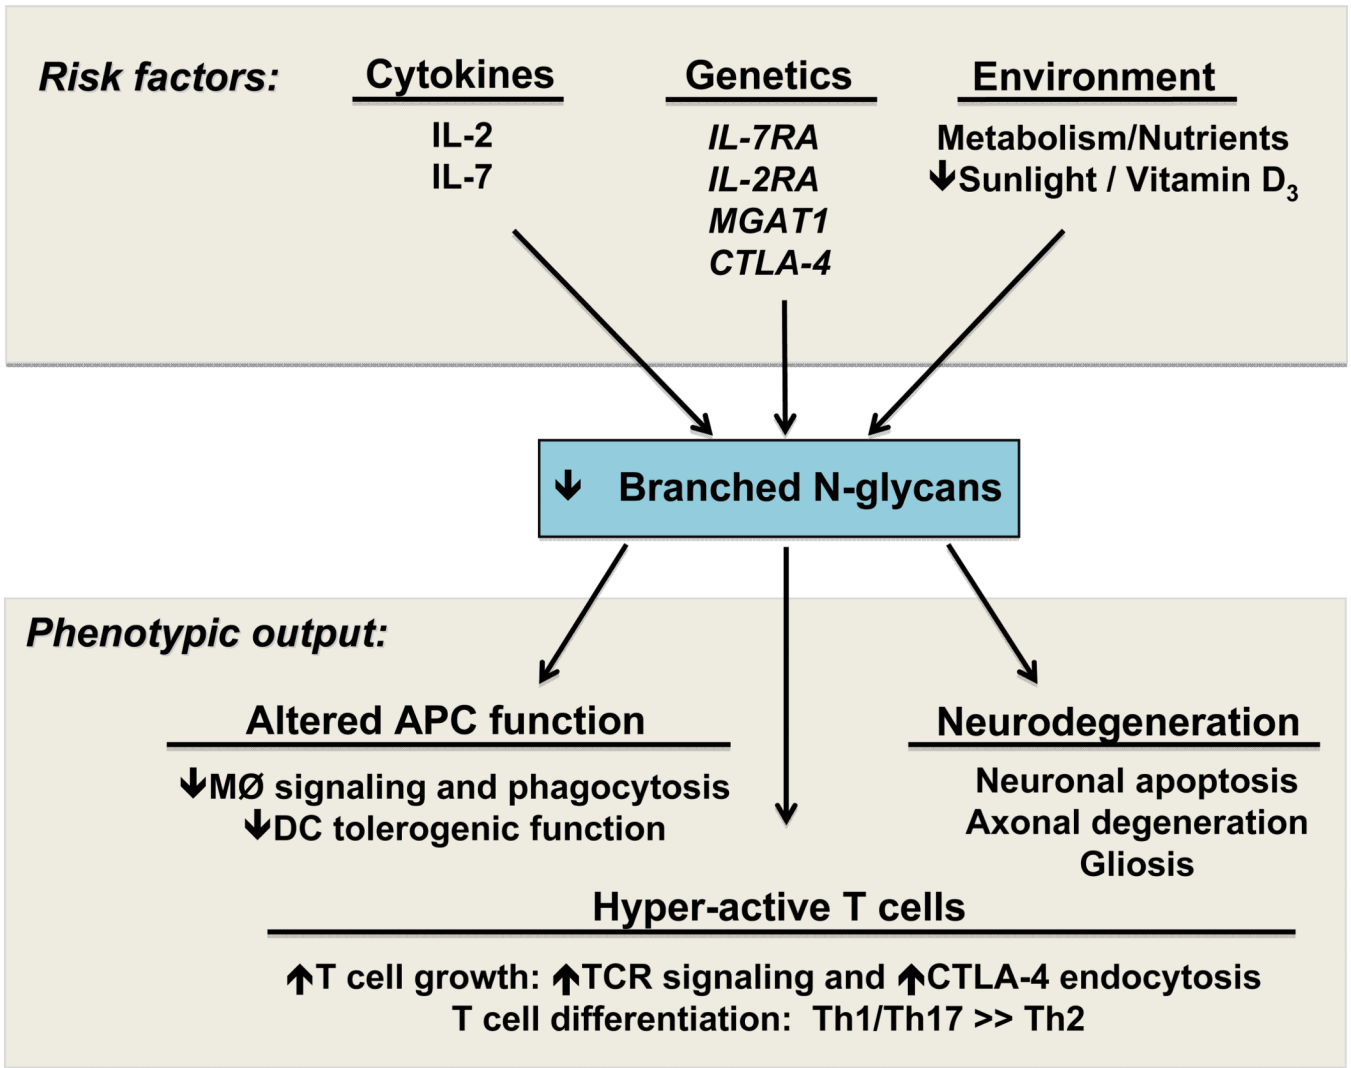 Risk factors:
Cytokines
IL-2
IL-7
Genetics
IL-7RA
IL-2RA
MGAT1
CTLA-4
Environment
Metabolism/Nutrients
↓Sunlight / Vitamin D₃
↓ Branched N-glycans
Phenotypic output:
Altered APC function
↓MØ signaling and phagocytosis
↓DC tolerogenic function
Neurodegeneration
Neuronal apoptosis
Axonal degeneration
Gliosis
Hyper-active T cells
↑T cell growth: ↑TCR signaling and ↑CTLA-4 endocytosis
T cell differentiation: Th1/Th17 >> Th2